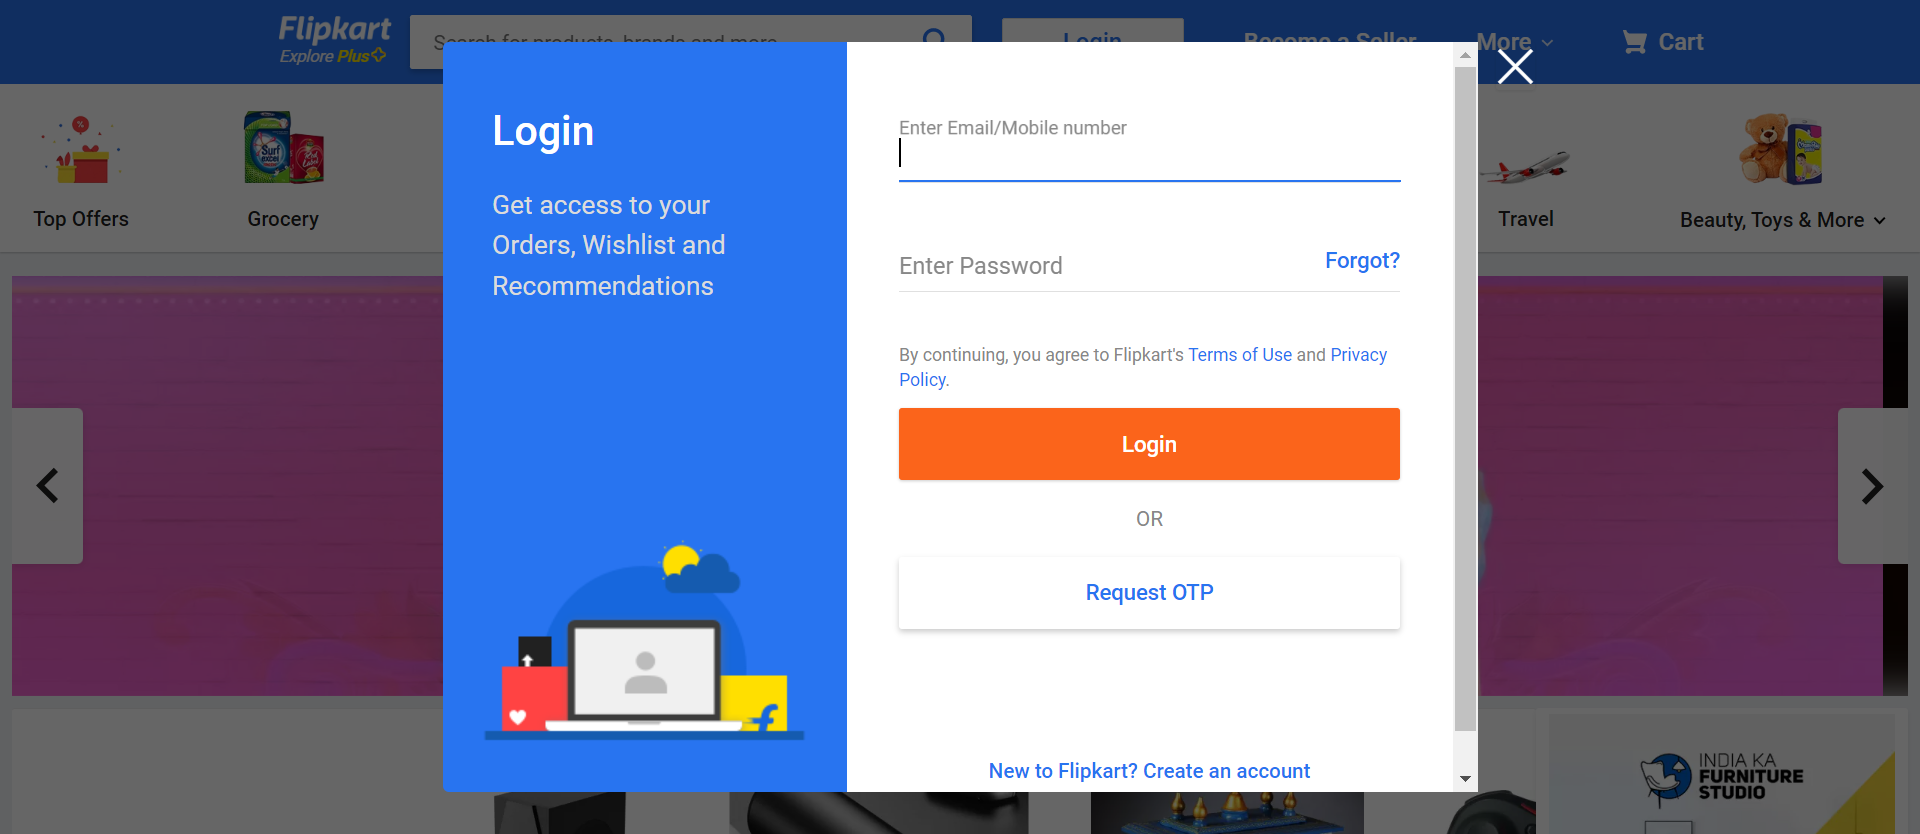 Flipkart
Explore Plus
Search for products, brands and more
Login
Become a Seller
More
Cart
Top Offers
Grocery
Travel
Beauty, Toys & More
Login
Get access to your
Orders, Wishlist and
Recommendations
Enter Email/Mobile number
Enter Password
Forgot?
By continuing, you agree to Flipkart's Terms of Use and Privacy
Policy.
Login
OR
Request OTP
New to Flipkart? Create an account
INDIA KA
FURNITURE
STUDIO